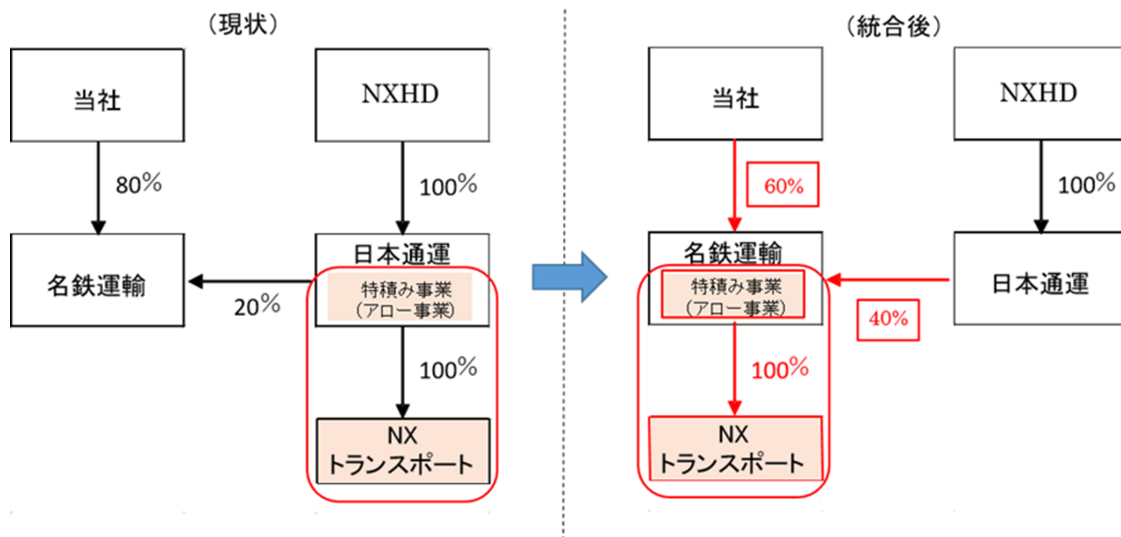 （現状）
当社
NXHD
80%
100%
名鉄運輸
日本通運
特積み事業
（アロー事業）
20%
100%
NX
トランスポート
（統合後）
当社
NXHD
60%
100%
名鉄運輸
特積み事業
（アロー事業）
日本通運
40%
100%
NX
トランスポート